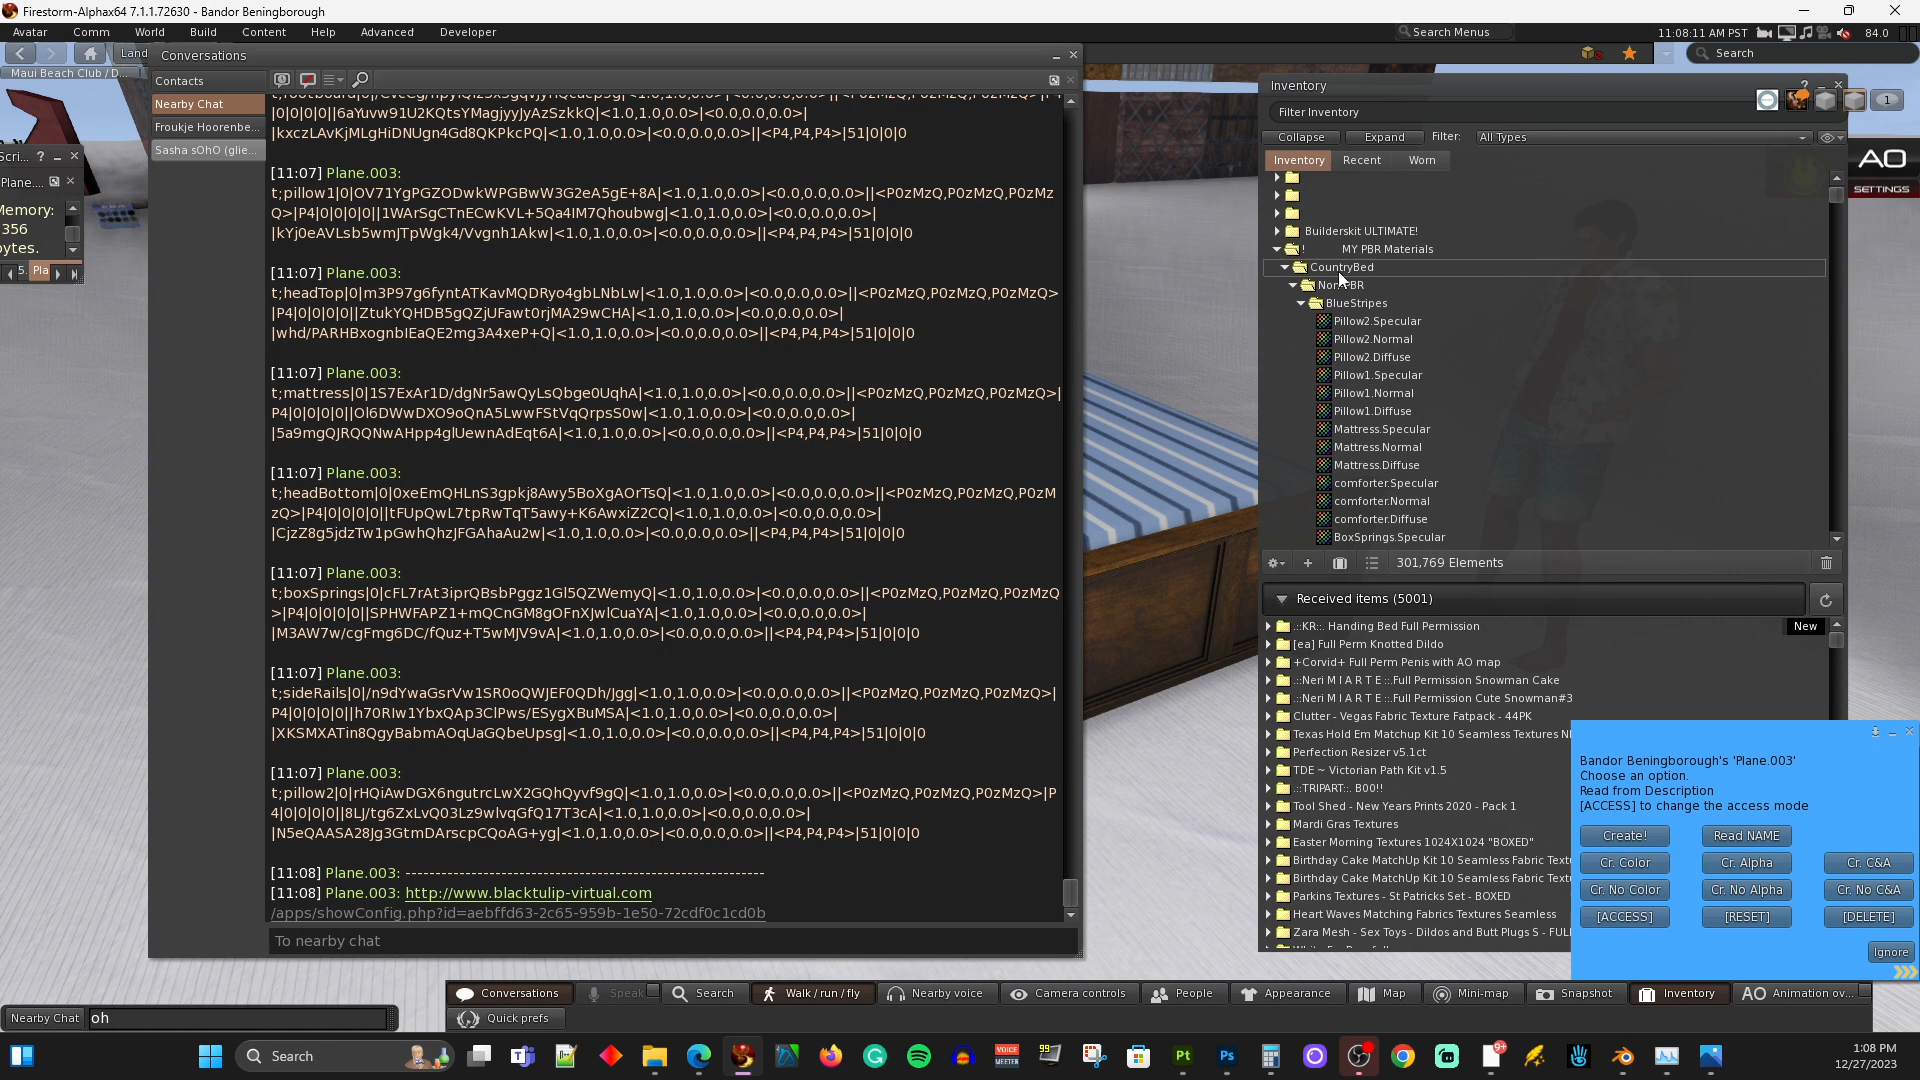 Firestorm-Alphax64 7.1.1.72630 - Bandor Beningborough
Avatar Comm World Build Content Help Advanced Developer
Search Menus
11:08:11 AM PST
84.0
Land
Search
Maui Beach Club / D...
Conversations
Contacts
Nearby Chat
Froukje Hoorenbe...
Sasha sOhO (glie...
|0|0|0|0||6aYuvw91U2KQtsYMagjyyJyAzSzkkQ|<1.0,1.0,0.0>|<0.0,0.0,0.0>|
|kxczLAvKjMLgHiDNUgn4Gd8QKPkcPQ|<1.0,1.0,0.0>|<0.0,0.0,0.0>||<P4,P4,P4>|51|0|0|0
[11:07] Plane.003:
t;pillow1|0|OV71YgPGZODwkWPGBwW3G2eA5gE+8A|<1.0,1.0,0.0>|<0.0,0.0,0.0>||<P0zMzQ,P0zMzQ,P0zMz
Q>|P4|0|0|0|0||1WArSgCTnECwKVL+5Qa4IM7Qhoubwg|<1.0,1.0,0.0>|<0.0,0.0,0.0>|
|kYj0eAVLsb5wmJTpWgk4/Vvgnh1Akw|<1.0,1.0,0.0>|<0.0,0.0,0.0>||<P4,P4,P4>|51|0|0|0
[11:07] Plane.003:
t;headTop|0|m3P97g6fyntATKavMQDRyo4gbLNbLw|<1.0,1.0,0.0>|<0.0,0.0,0.0>||<P0zMzQ,P0zMzQ,P0zMzQ>
|P4|0|0|0|0||ZtukYQHDB5gQZjUFawt0rjMA29wCHA|<1.0,1.0,0.0>|<0.0,0.0,0.0>|
|whd/PARHBxognbIEaQE2mg3A4xeP+Q|<1.0,1.0,0.0>|<0.0,0.0,0.0>||<P4,P4,P4>|51|0|0|0
[11:07] Plane.003:
t;mattress|0|1S7ExAr1D/dgNr5awQyLsQbge0UqhA|<1.0,1.0,0.0>|<0.0,0.0,0.0>||<P0zMzQ,P0zMzQ,P0zMzQ>|
P4|0|0|0|0||Ol6DWwDXO9oQnA5LwwFStVqQrpsS0w|<1.0,1.0,0.0>|<0.0,0.0,0.0>|
|5a9mgQJRQQNwAHpp4glUewnAdEqt6A|<1.0,1.0,0.0>|<0.0,0.0,0.0>||<P4,P4,P4>|51|0|0|0
[11:07] Plane.003:
t;headBottom|0|0xeEmQHLnS3gpkj8Awy5BoXgAOrTsQ|<1.0,1.0,0.0>|<0.0,0.0,0.0>||<P0zMzQ,P0zMzQ,P0zM
zQ>|P4|0|0|0|0||tFUpQwL7tpRwTqT5awy+K6AwxiZ2CQ|<1.0,1.0,0.0>|<0.0,0.0,0.0>|
|CjzZ8g5jdzTw1pGwhQhzJFGAhaAu2w|<1.0,1.0,0.0>|<0.0,0.0,0.0>||<P4,P4,P4>|51|0|0|0
[11:07] Plane.003:
t;boxSprings|0|cFL7rAt3iprQBsbPggz1Gl5QZWemyQ|<1.0,1.0,0.0>|<0.0,0.0,0.0>||<P0zMzQ,P0zMzQ,P0zMzQ
>|P4|0|0|0|0||SPHWFAPZ1+mQCnGM8gOFnXJwlCuaYA|<1.0,1.0,0.0>|<0.0,0.0,0.0>|
|M3AW7w/cgFmg6DC/fQuz+T5wMJV9vA|<1.0,1.0,0.0>|<0.0,0.0,0.0>||<P4,P4,P4>|51|0|0|0
[11:07] Plane.003:
t;sideRails|0|/n9dYwaGsrVw1SR0oQWJEF0QDh/Jgg|<1.0,1.0,0.0>|<0.0,0.0,0.0>||<P0zMzQ,P0zMzQ,P0zMzQ>|
P4|0|0|0|0||h70RIw1YbxQAp3ClPws/ESygXBuMSA|<1.0,1.0,0.0>|<0.0,0.0,0.0>|
|XKSMXATin8QgyBabmAOqUaGQbeUpsg|<1.0,1.0,0.0>|<0.0,0.0,0.0>||<P4,P4,P4>|51|0|0|0
[11:07] Plane.003:
t;pillow2|0|rHQiAwDGX6ngutrcLwX2GQhQyvf9gQ|<1.0,1.0,0.0>|<0.0,0.0,0.0>||<P0zMzQ,P0zMzQ,P0zMzQ>|P
4|0|0|0|0||8LJ/tg6ZxLvQ03Lz9wlvqGfQ17T3cA|<1.0,1.0,0.0>|<0.0,0.0,0.0>|
|N5eQAASA28Jg3GtmDArscpCQoAG+yg|<1.0,1.0,0.0>|<0.0,0.0,0.0>||<P4,P4,P4>|51|0|0|0
[11:08] Plane.003: ------------------------------------------------------------
[11:08] Plane.003: http://www.blacktulip-virtual.com
/apps/showConfig.php?id=aebffd63-2c65-959b-1e50-72cdf0c1cd0b
To nearby chat
Scri... ?
Plane....
Memory:
356
bytes.
5. Pla
Inventory
Filter Inventory
Collapse Expand Filter: All Types
Inventory Recent Worn
Builderskit ULTIMATE!
! MY PBR Materials
CountryBed
BlueStripes
Pillow2.Specular
Pillow2.Normal
Pillow2.Diffuse
Pillow1.Specular
Pillow1.Normal
Pillow1.Diffuse
Mattress.Specular
Mattress.Normal
Mattress.Diffuse
comforter.Specular
comforter.Normal
comforter.Diffuse
BoxSprings.Specular
301,769 Elements
Received items (5001)
New
.::KR::. Handing Bed Full Permission
[ea] Full Perm Knotted Dildo
+Corvid+ Full Perm Penis with AO map
.::Neri M I A R T E ::.Full Permission Snowman Cake
.::Neri M I A R T E ::.Full Permission Cute Snowman#3
Clutter - Vegas Fabric Texture Fatpack - 44PK
Texas Hold Em Matchup Kit 10 Seamless Textures
Perfection Resizer v5.1ct
TDE ~ Victorian Path Kit v1.5
.::TRIPART::. B00!!
Tool Shed - New Years Prints 2020 - Pack 1
Mardi Gras Textures
Easter Morning Textures 1024X1024 "BOXED"
Birthday Cake MatchUp Kit 10 Seamless Fabric Text
Birthday Cake MatchUp Kit 10 Seamless Fabric Text
Parkins Textures - St Patricks Set - BOXED
Heart Waves Matching Fabrics Textures Seamless
Zara Mesh - Sex Toys - Dildos and Butt Plugs S - FULL
1
AO
SETTINGS
Bandor Beningborough's 'Plane.003'
Choose an option.
Read from Description
[ACCESS] to change the access mode
Create! Read NAME
Cr. Color Cr. Alpha Cr. C&A
Cr. No Color Cr. No Alpha Cr. No C&A
[ACCESS] [RESET] [DELETE]
Ignore
Conversations Speak Search Walk / run / fly Nearby voice Camera controls People Appearance Map Mini-map Snapshot Inventory Animation ov...
Quick prefs
Nearby Chat oh
Search
1:08 PM
12/27/2023